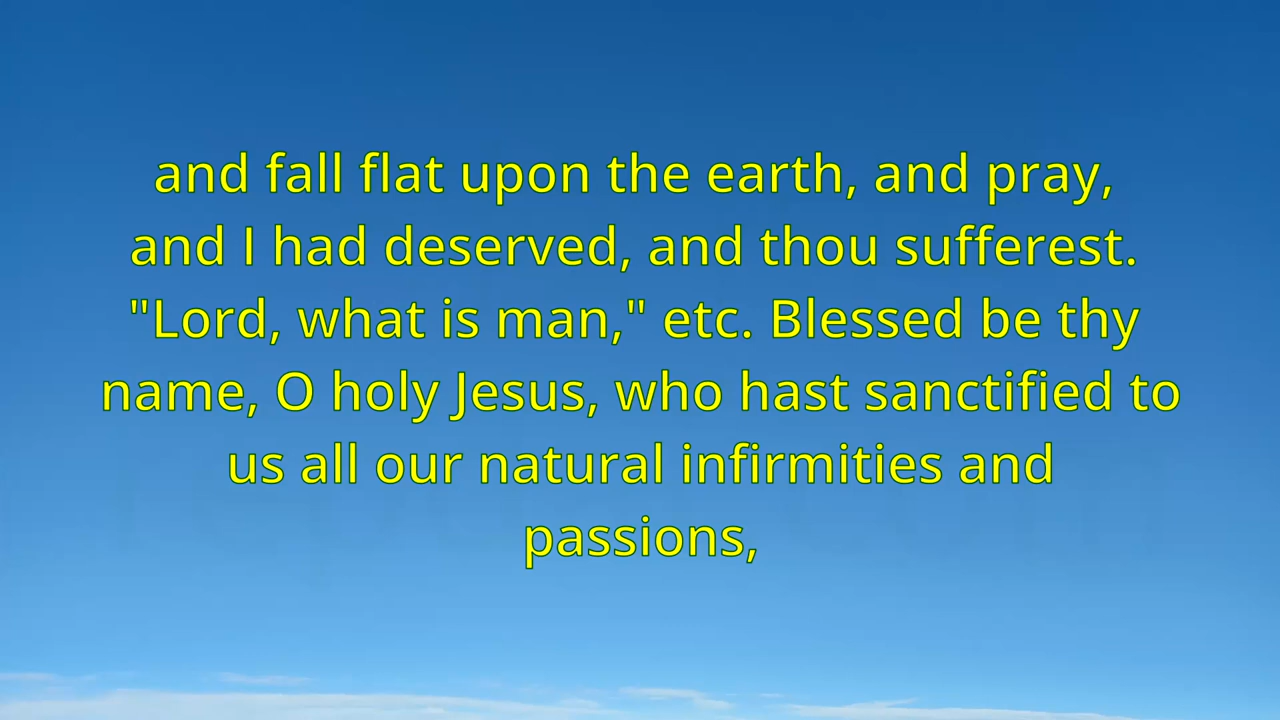 and fall flat upon the earth, and pray,
and I had deserved, and thou sufferest.
"Lord, what is man," etc. Blessed be thy
name, O holy Jesus, who hast sanctified to
us all our natural infirmities and
passions,